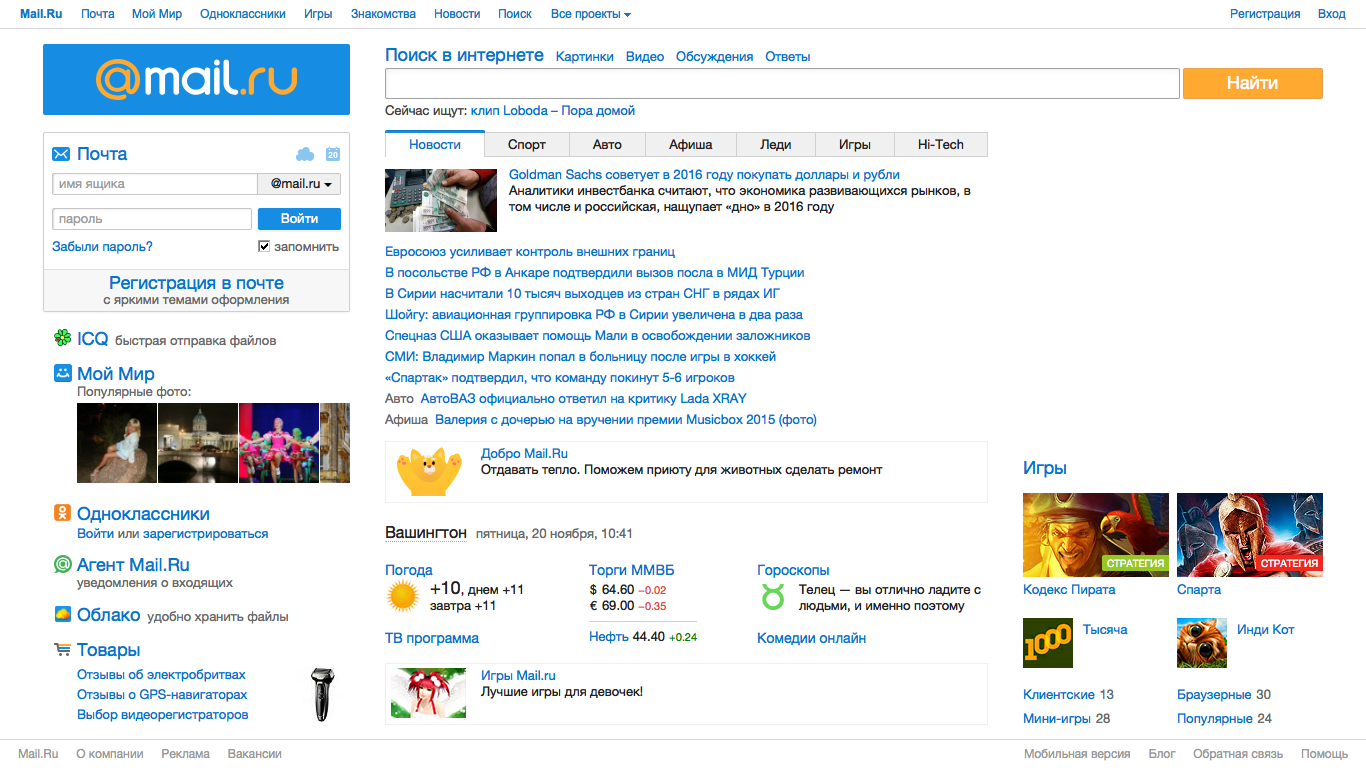 Mail.Ru Почта Мой Мир Одноклассники Игры Знакомства Новости Поиск Все проекты Регистрация Вход
@mail.ru
Почта 20
имя ящика @mail.ru
пароль Войти
Забыли пароль? запомнить
Регистрация в почте
с яркими темами оформления
ICQ быстрая отправка файлов
Мой Мир
Популярные фото:
Одноклассники
Войти или зарегистрироваться
Агент Mail.Ru
уведомления о входящих
Облако удобно хранить файлы
Товары
Отзывы об электробритвах
Отзывы о GPS-навигаторах
Выбор видеорегистраторов
Поиск в интернете Картинки Видео Обсуждения Ответы
Найти
Сейчас ищут: клип Loboda – Пора домой
Новости Спорт Авто Афиша Леди Игры Hi-Tech
Goldman Sachs советует в 2016 году покупать доллары и рубли
Аналитики инвестбанка считают, что экономика развивающихся рынков, в
том числе и российская, нащупает «дно» в 2016 году
Евросоюз усиливает контроль внешних границ
В посольстве РФ в Анкаре подтвердили вызов посла в МИД Турции
В Сирии насчитали 10 тысяч выходцев из стран СНГ в рядах ИГ
Шойгу: авиационная группировка РФ в Сирии увеличена в два раза
Спецназ США оказывает помощь Мали в освобождении заложников
СМИ: Владимир Маркин попал в больницу после игры в хоккей
«Спартак» подтвердил, что команду покинут 5-6 игроков
Авто АвтоВАЗ официально ответил на критику Lada XRAY
Афиша Валерия с дочерью на вручении премии Musicbox 2015 (фото)
Добро Mail.Ru
Отдавать тепло. Поможем приюту для животных сделать ремонт
Вашингтон пятница, 20 ноября, 10:41
Погода
+10, днем +11
завтра +11
ТВ программа
Торги ММВБ
$ 64.60 –0.02
€ 69.00 –0.35
Нефть 44.40 +0.24
Гороскопы
Телец — вы отлично ладите с
людьми, и именно поэтому
Комедии онлайн
Игры Mail.ru
Лучшие игры для девочек!
Игры
СТРАТЕГИЯ СТРАТЕГИЯ
Кодекс Пирата Спарта
1000 Тысяча Инди Кот
Клиентские 13 Браузерные 30
Мини-игры 28 Популярные 24
Mail.Ru О компании Реклама Вакансии Мобильная версия Блог Обратная связь Помощь